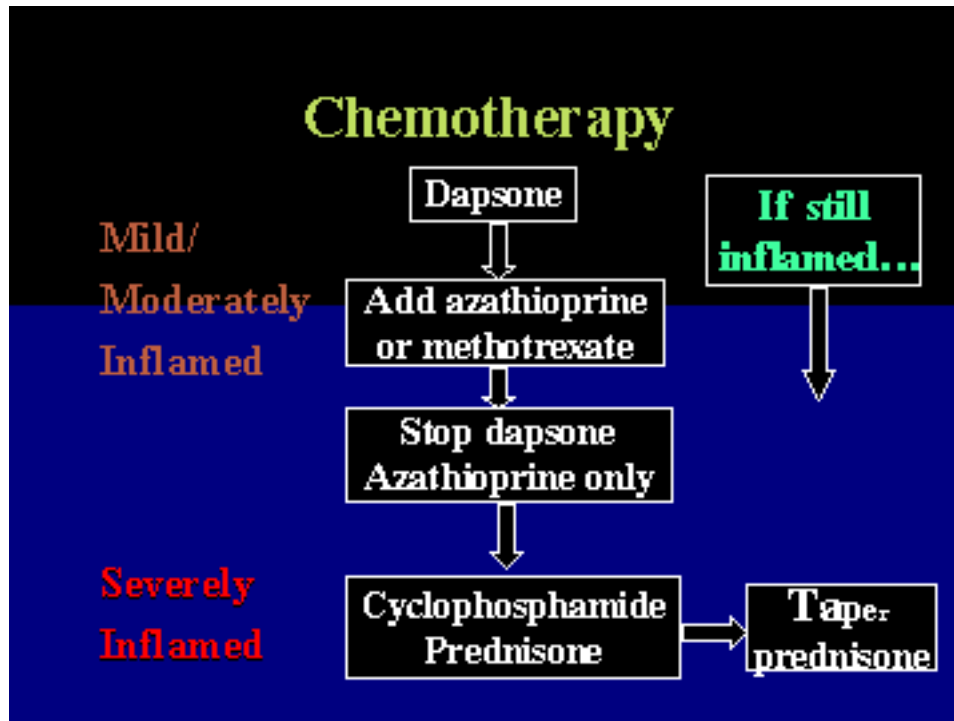 Chemotherapy
Dapsone
If still
inflamed...
Mild/
Moderately
Inflamed
Add azathioprine
or methotrexate
Stop dapsone
Azathioprine only
Severely
Inflamed
Cyclophosphamide
Prednisone
Taper
prednisone